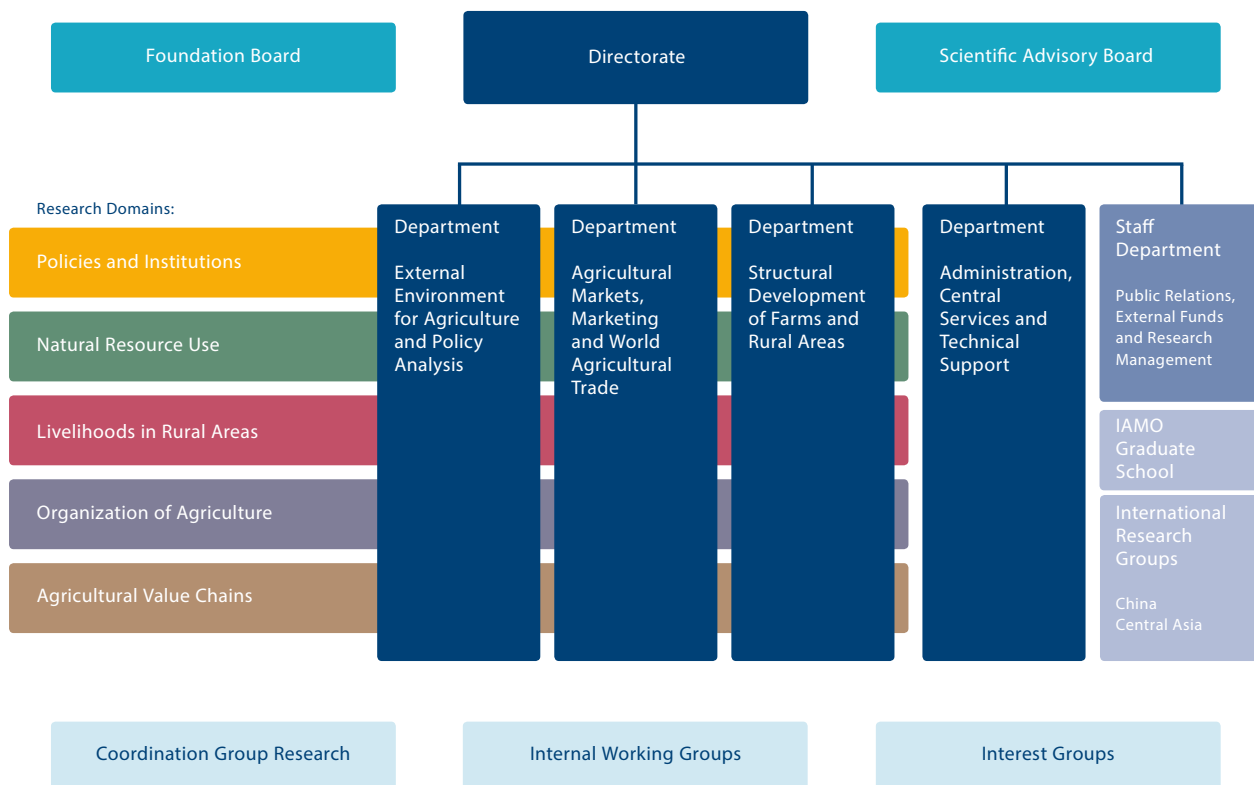 Foundation Board
Directorate
Scientific Advisory Board
Research Domains:
Policies and Institutions
Natural Resource Use
Livelihoods in Rural Areas
Organization of Agriculture
Agricultural Value Chains
Department
External
Environment
for Agriculture
and Policy
Analysis
Department
Agricultural
Markets,
Marketing
and World
Agricultural
Trade
Department
Structural
Development
of Farms and
Rural Areas
Department
Administration,
Central
Services and
Technical
Support
Staff
Department
Public Relations,
External Funds
and Research
Management
IAMO
Graduate
School
International
Research
Groups
China
Central Asia
Coordination Group Research
Internal Working Groups
Interest Groups